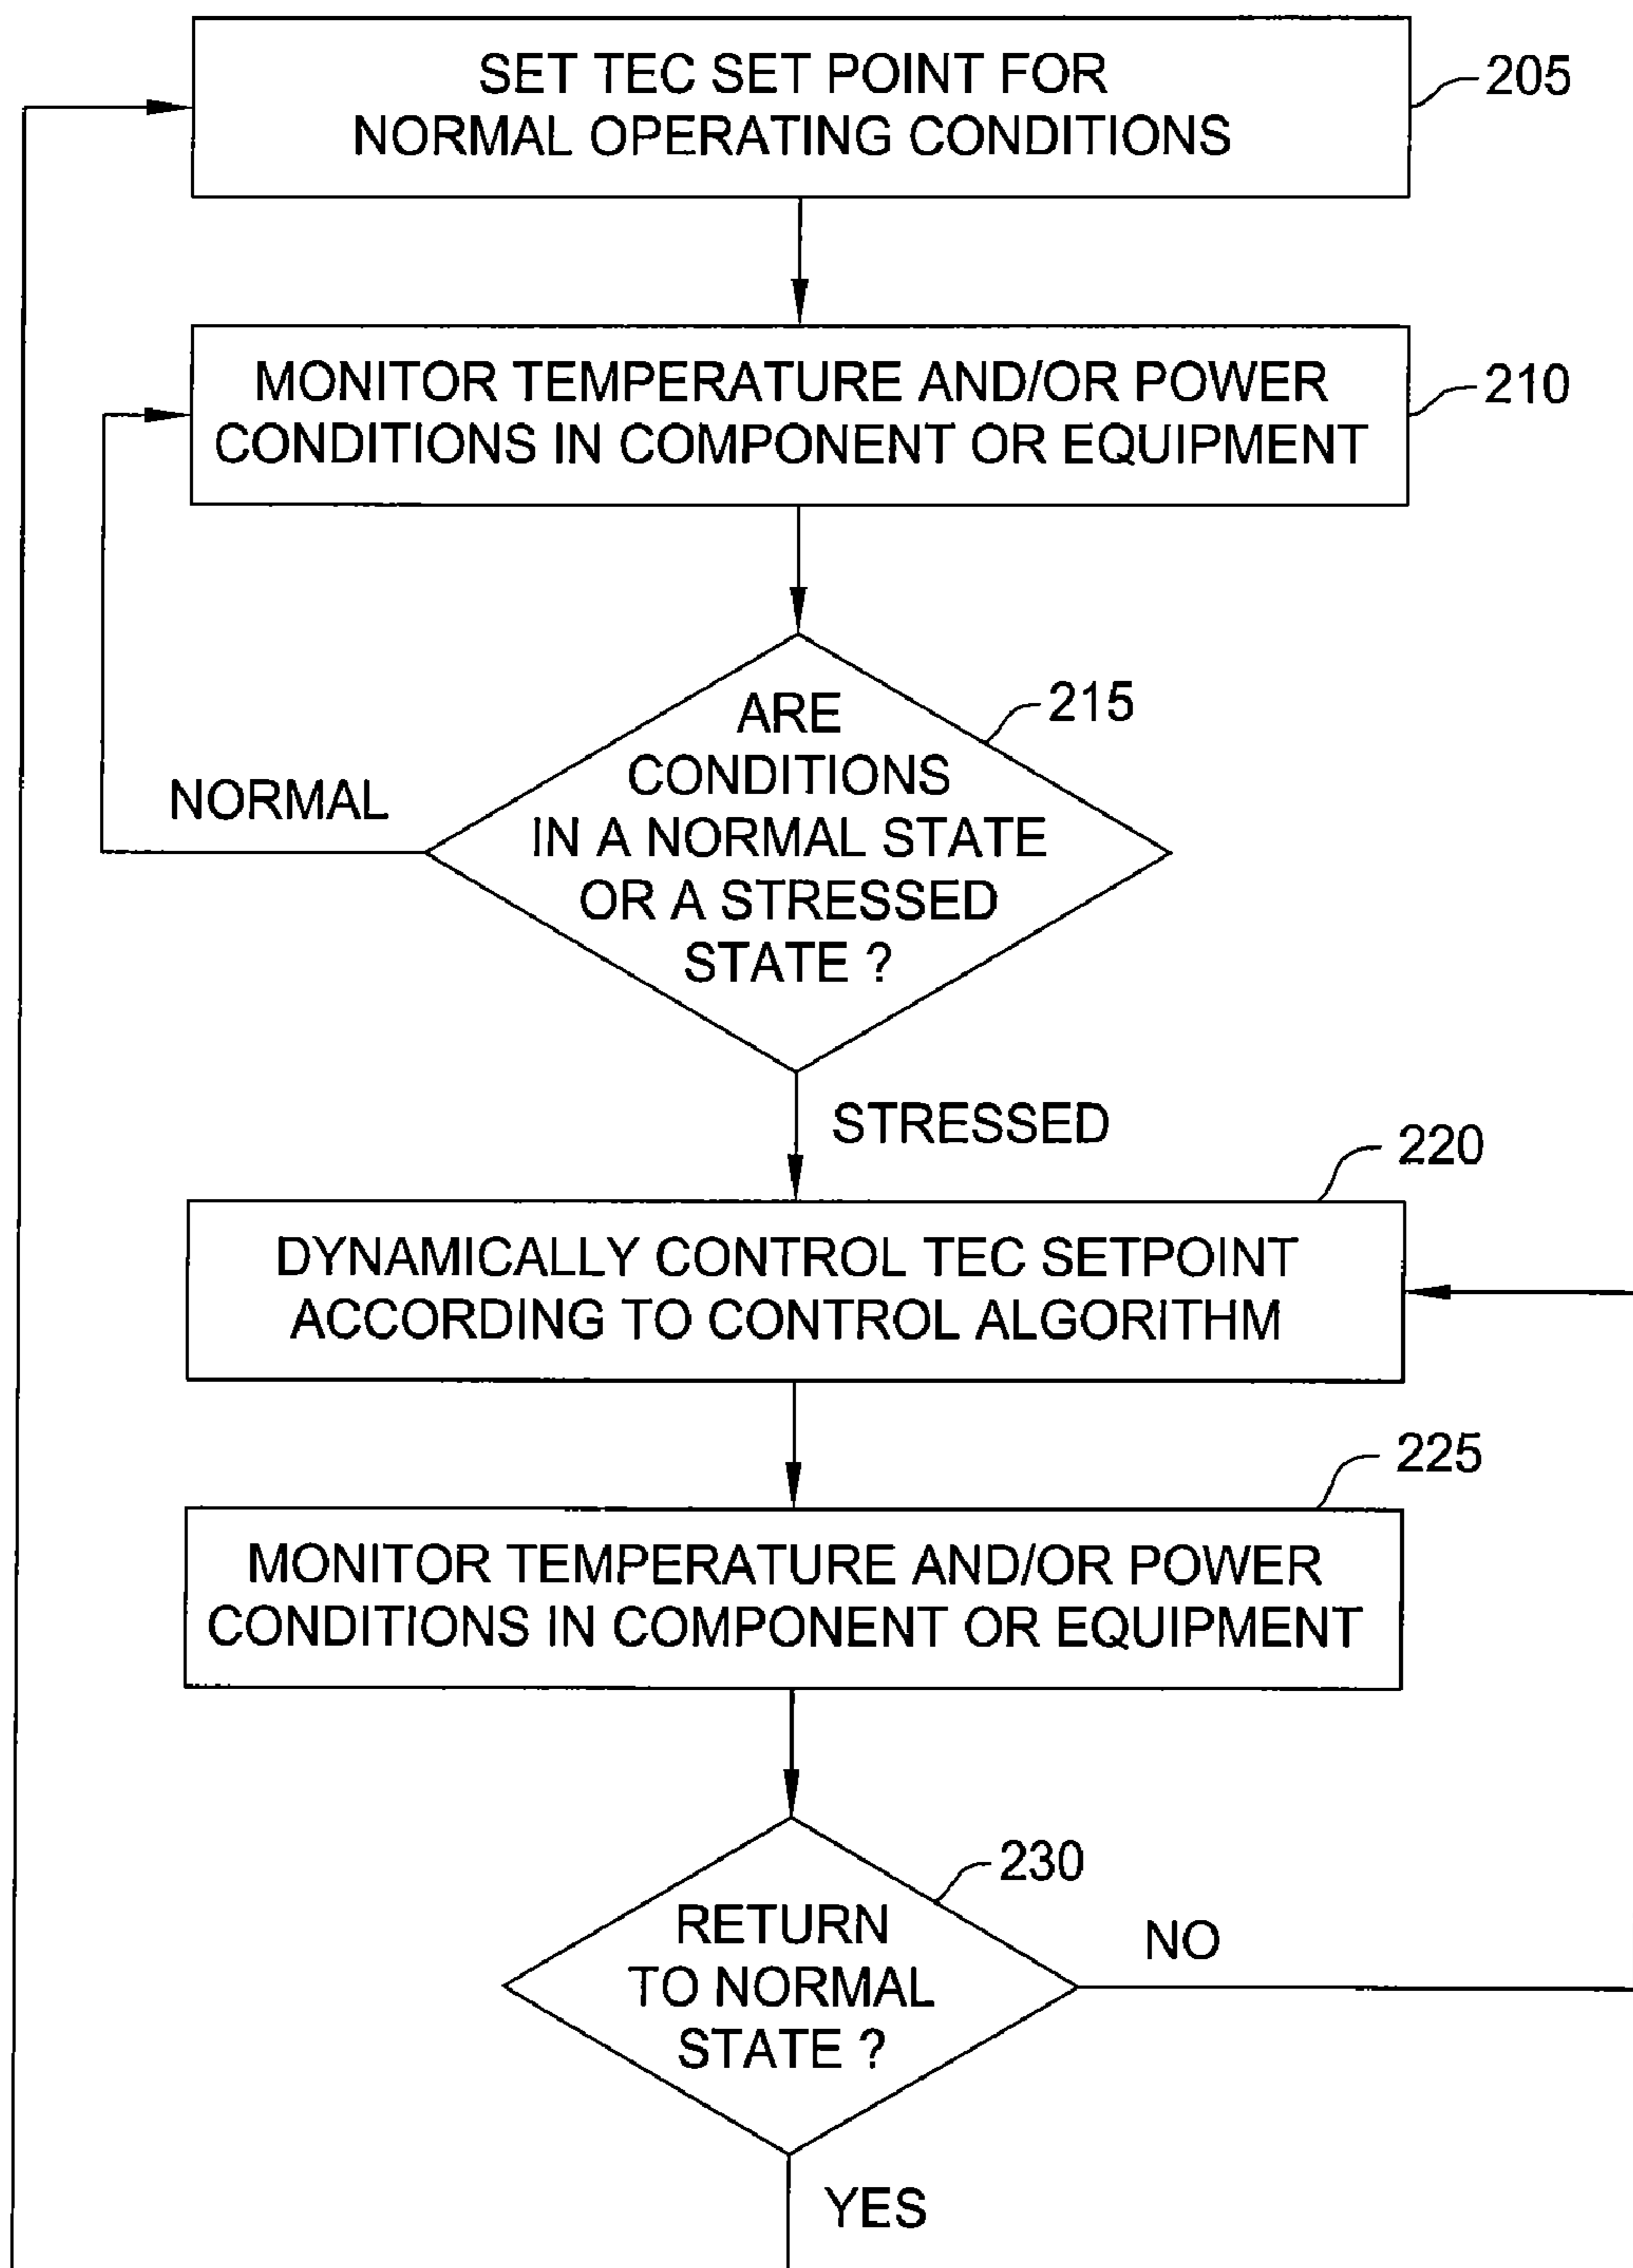 SET TEC SET POINT FOR
NORMAL OPERATING CONDITIONS
205
MONITOR TEMPERATURE AND/OR POWER
CONDITIONS IN COMPONENT OR EQUIPMENT
210
ARE
CONDITIONS
IN A NORMAL STATE
OR A STRESSED
STATE ?
215
NORMAL
STRESSED
220
DYNAMICALLY CONTROL TEC SETPOINT
ACCORDING TO CONTROL ALGORITHM
225
MONITOR TEMPERATURE AND/OR POWER
CONDITIONS IN COMPONENT OR EQUIPMENT
230
RETURN
TO NORMAL
STATE ?
NO
YES